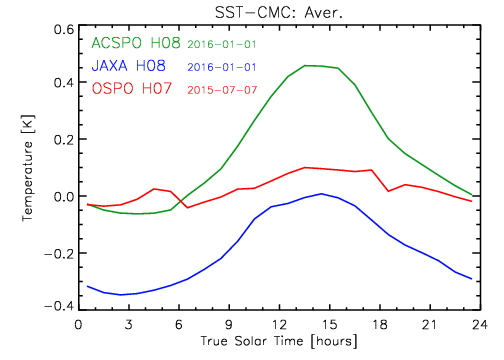 SST-CMC: Aver.
ACSPO H08 2016-01-01
JAXA H08 2016-01-01
OSPO H07 2015-07-07
Temperature [K]
0.6
0.4
0.2
0.0
-0.2
-0.4
0 3 6 9 12 15 18 21 24
True Solar Time [hours]